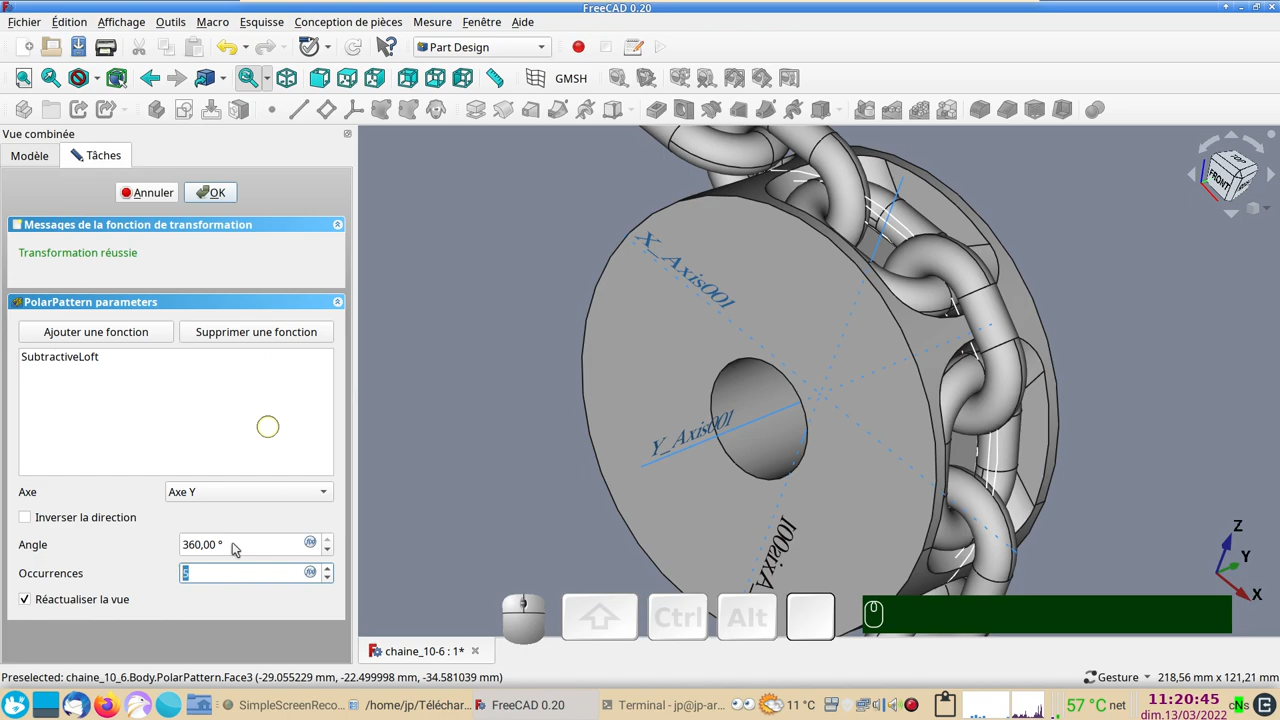 FreeCAD 0.20
Fichier Édition Affichage Outils Macro Esquisse Conception de pièces Mesure Fenêtre Aide
Part Design
GMSH
Vue combinée
Modèle Tâches
Annuler OK
Messages de la fonction de transformation
Transformation réussie
PolarPattern parameters
Ajouter une fonction Supprimer une fonction
SubtractiveLoft
Axe Axe Y
Inverser la direction
Angle 360,00 °
Occurrences 5
Réactualiser la vue
X_Axis001
Y_Axis001
TOP
FRONT
Z
Y
X
Ctrl Alt
chaine_10-6 : 1*
Preselected: chaine_10_6.Body.PolarPattern.Face3 (-29.055229 mm, -22.499998 mm, -34.581039 mm)
Gesture 218,56 mm x 121,21 mm
SimpleScreenReco... /home/jp/Téléchar... FreeCAD 0.20 Terminal - jp@jp-ar... 11 °C 57 °C net 11:20:45
dim.13/03/2022